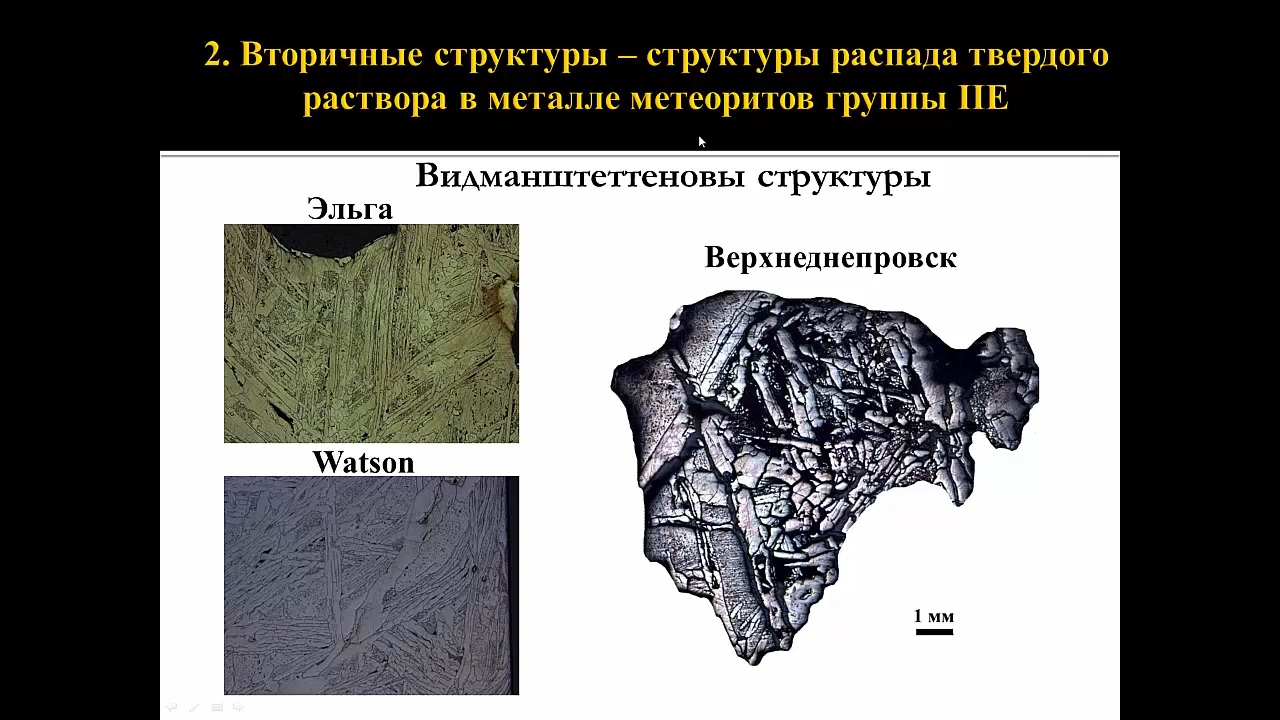 2. Вторичные структуры – структуры распада твердого
раствора в металле метеоритов группы IIE
Видманштеттеновы структуры
Эльга
Верхнеднепровск
Watson
1 мм